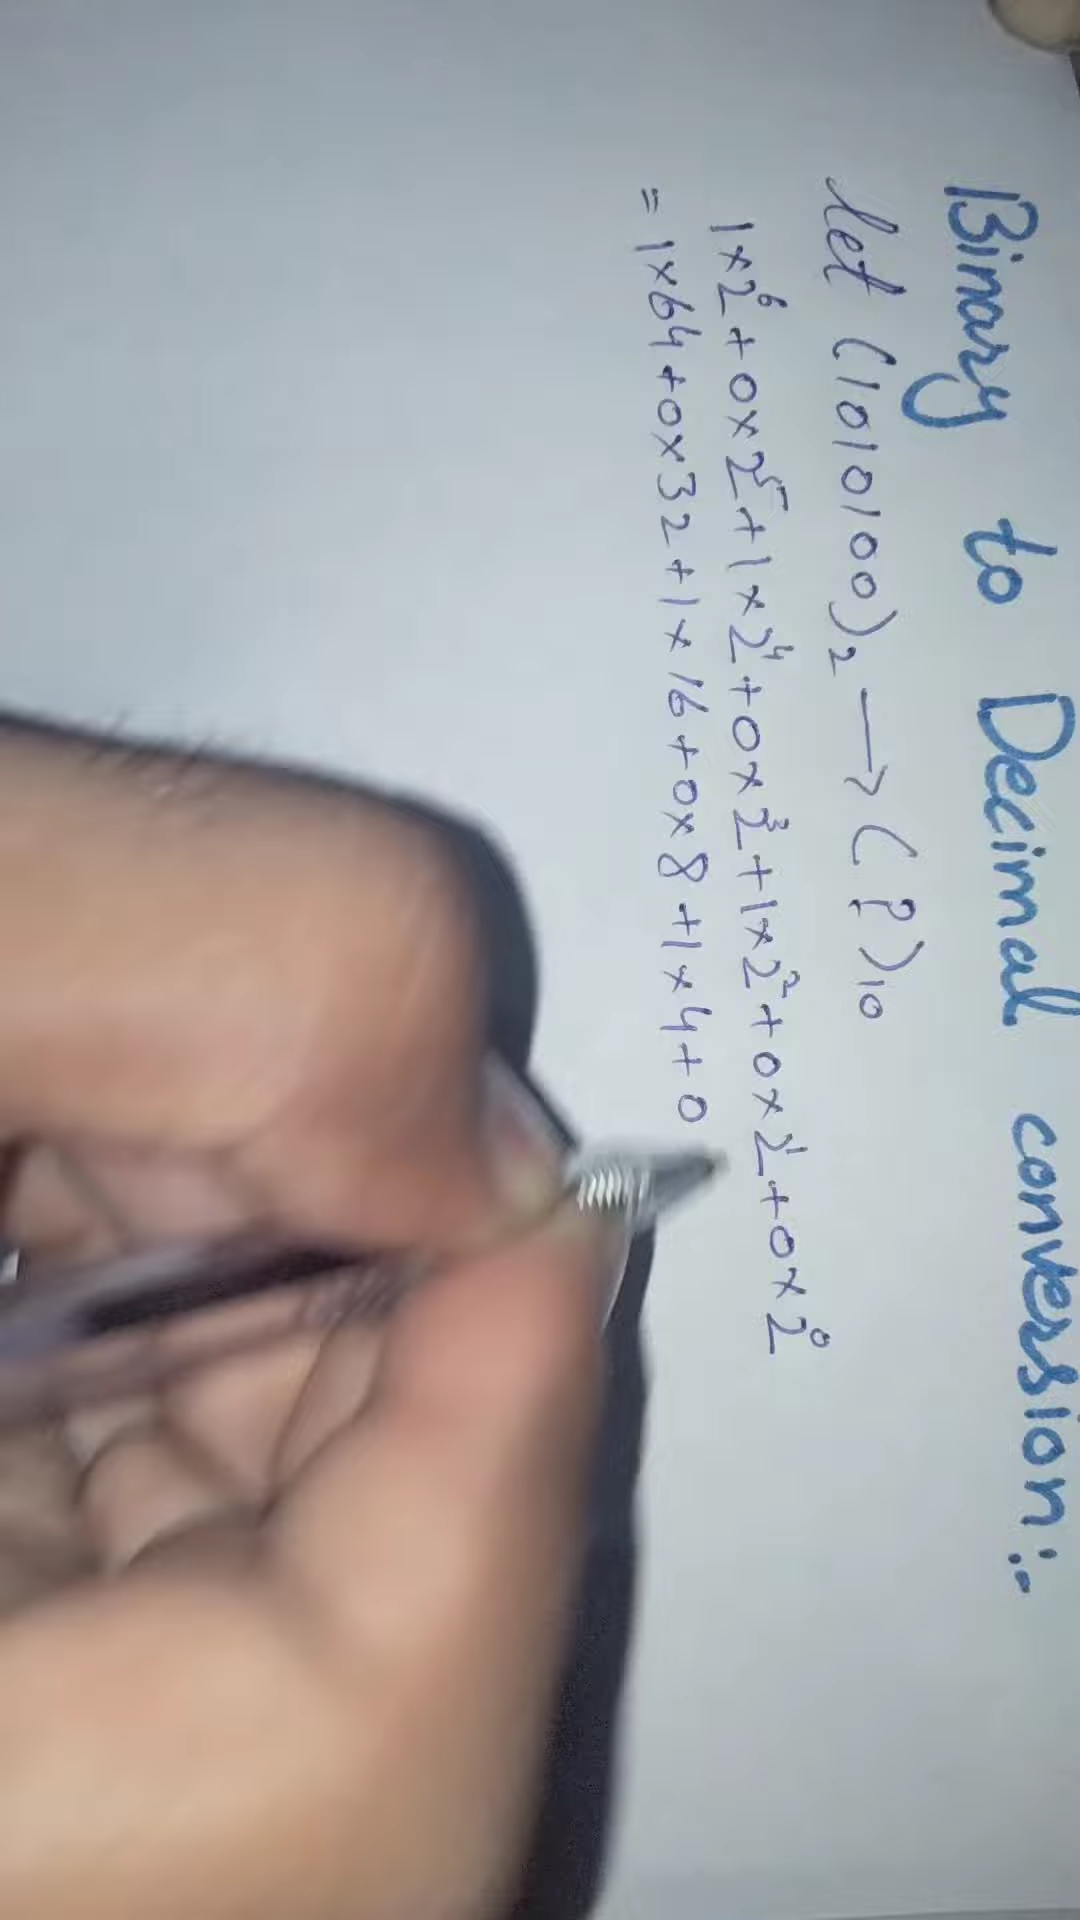 Binary to Decimal conversion:-
let (1010100)₂ → (?)₁₀
1×2⁶+0×2⁵+1×2⁴+0×2³+1×2²+0×2¹+0×2⁰
=1×64+0×32+1×16+0×8+1×4+0